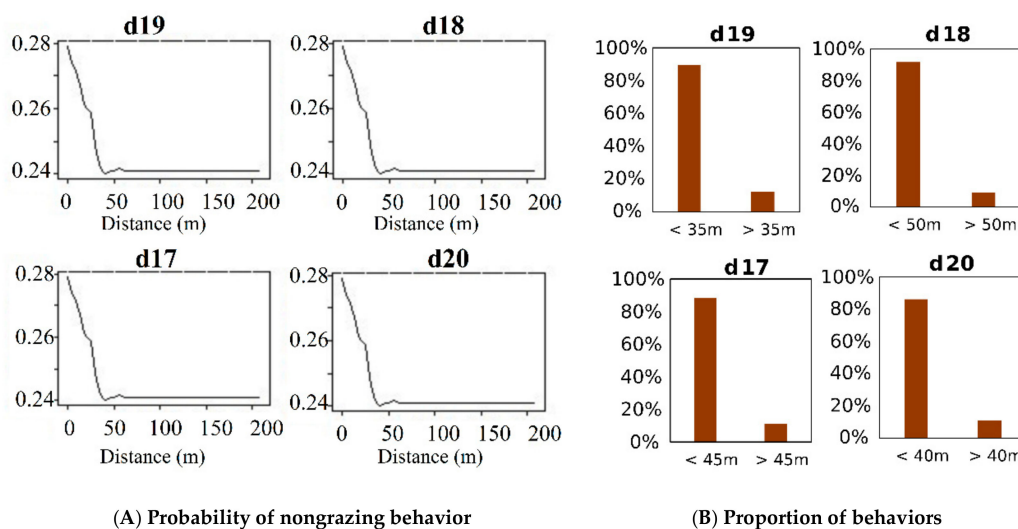 d19
0.28
0.26
0.24
0 50 100 150 200
Distance (m)
d18
0.28
0.26
0.24
0 50 100 150 200
Distance (m)
d17
0.28
0.26
0.24
0 50 100 150 200
Distance (m)
d20
0.28
0.26
0.24
0 50 100 150 200
Distance (m)
(A) Probability of nongrazing behavior
d19
100%
80%
60%
40%
20%
0%
< 35m > 35m
d18
100%
80%
60%
40%
20%
0%
< 50m > 50m
d17
100%
80%
60%
40%
20%
0%
< 45m > 45m
d20
100%
80%
60%
40%
20%
0%
< 40m > 40m
(B) Proportion of behaviors